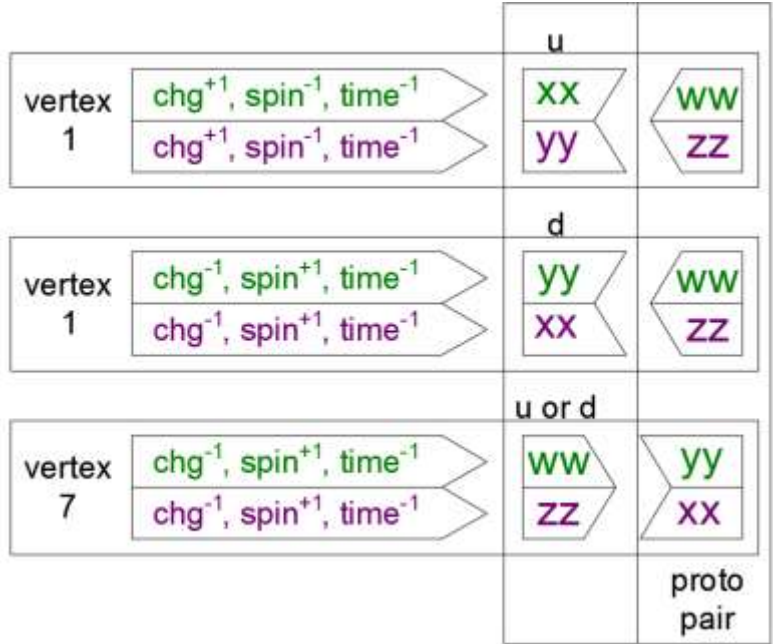 u
vertex
1
chg⁺¹, spin⁻¹, time⁻¹
chg⁺¹, spin⁻¹, time⁻¹
xx
yy
ww
zz
d
vertex
1
chg⁻¹, spin⁺¹, time⁻¹
chg⁻¹, spin⁺¹, time⁻¹
yy
xx
ww
zz
u or d
vertex
7
chg⁻¹, spin⁺¹, time⁻¹
chg⁻¹, spin⁺¹, time⁻¹
ww
zz
yy
xx
proto
pair